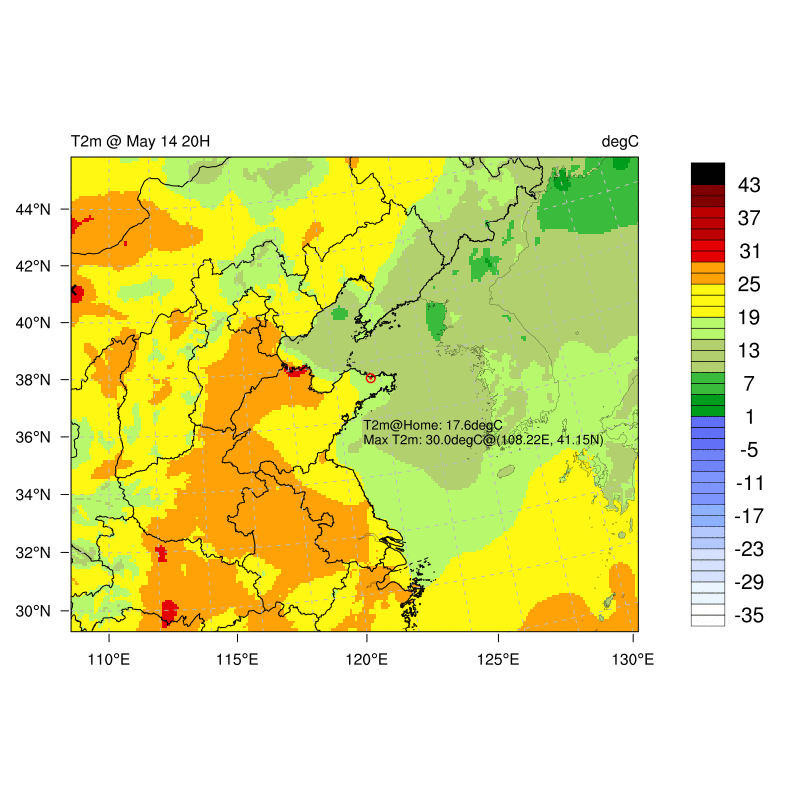 T2m @ May 14 20H
degC
44°N
42°N
40°N
38°N
36°N
34°N
32°N
30°N
110°E
115°E
120°E
125°E
130°E
T2m@Home: 17.6degC
Max T2m: 30.0degC@(108.22E, 41.15N)
43
37
31
25
19
13
7
1
-5
-11
-17
-23
-29
-35